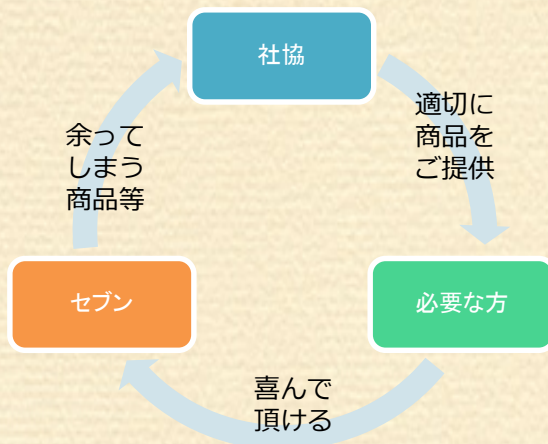 社協
適切に
商品を
ご提供
余って
しまう
商品等
セブン
必要な方
喜んで
頂ける